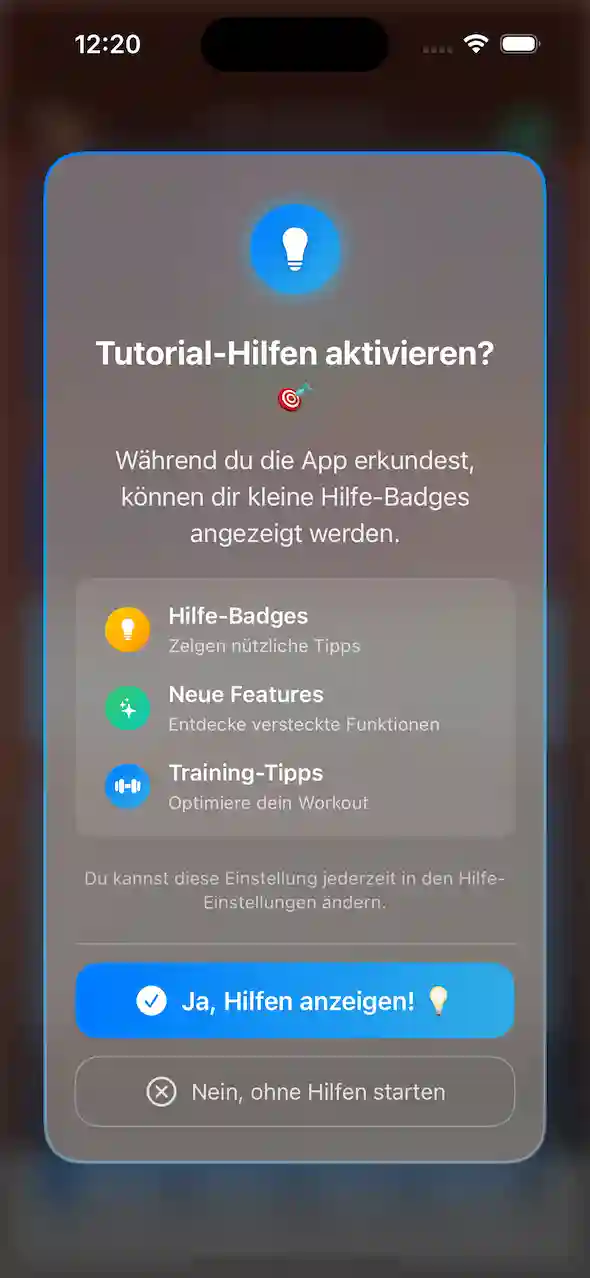 12:20
Tutorial-Hilfen aktivieren?
Während du die App erkundest,
können dir kleine Hilfe-Badges
angezeigt werden.
Hilfe-Badges
Zeigen nützliche Tipps
Neue Features
Entdecke versteckte Funktionen
Training-Tipps
Optimiere dein Workout
Du kannst diese Einstellung jederzeit in den Hilfe-
Einstellungen ändern.
Ja, Hilfen anzeigen!
Nein, ohne Hilfen starten